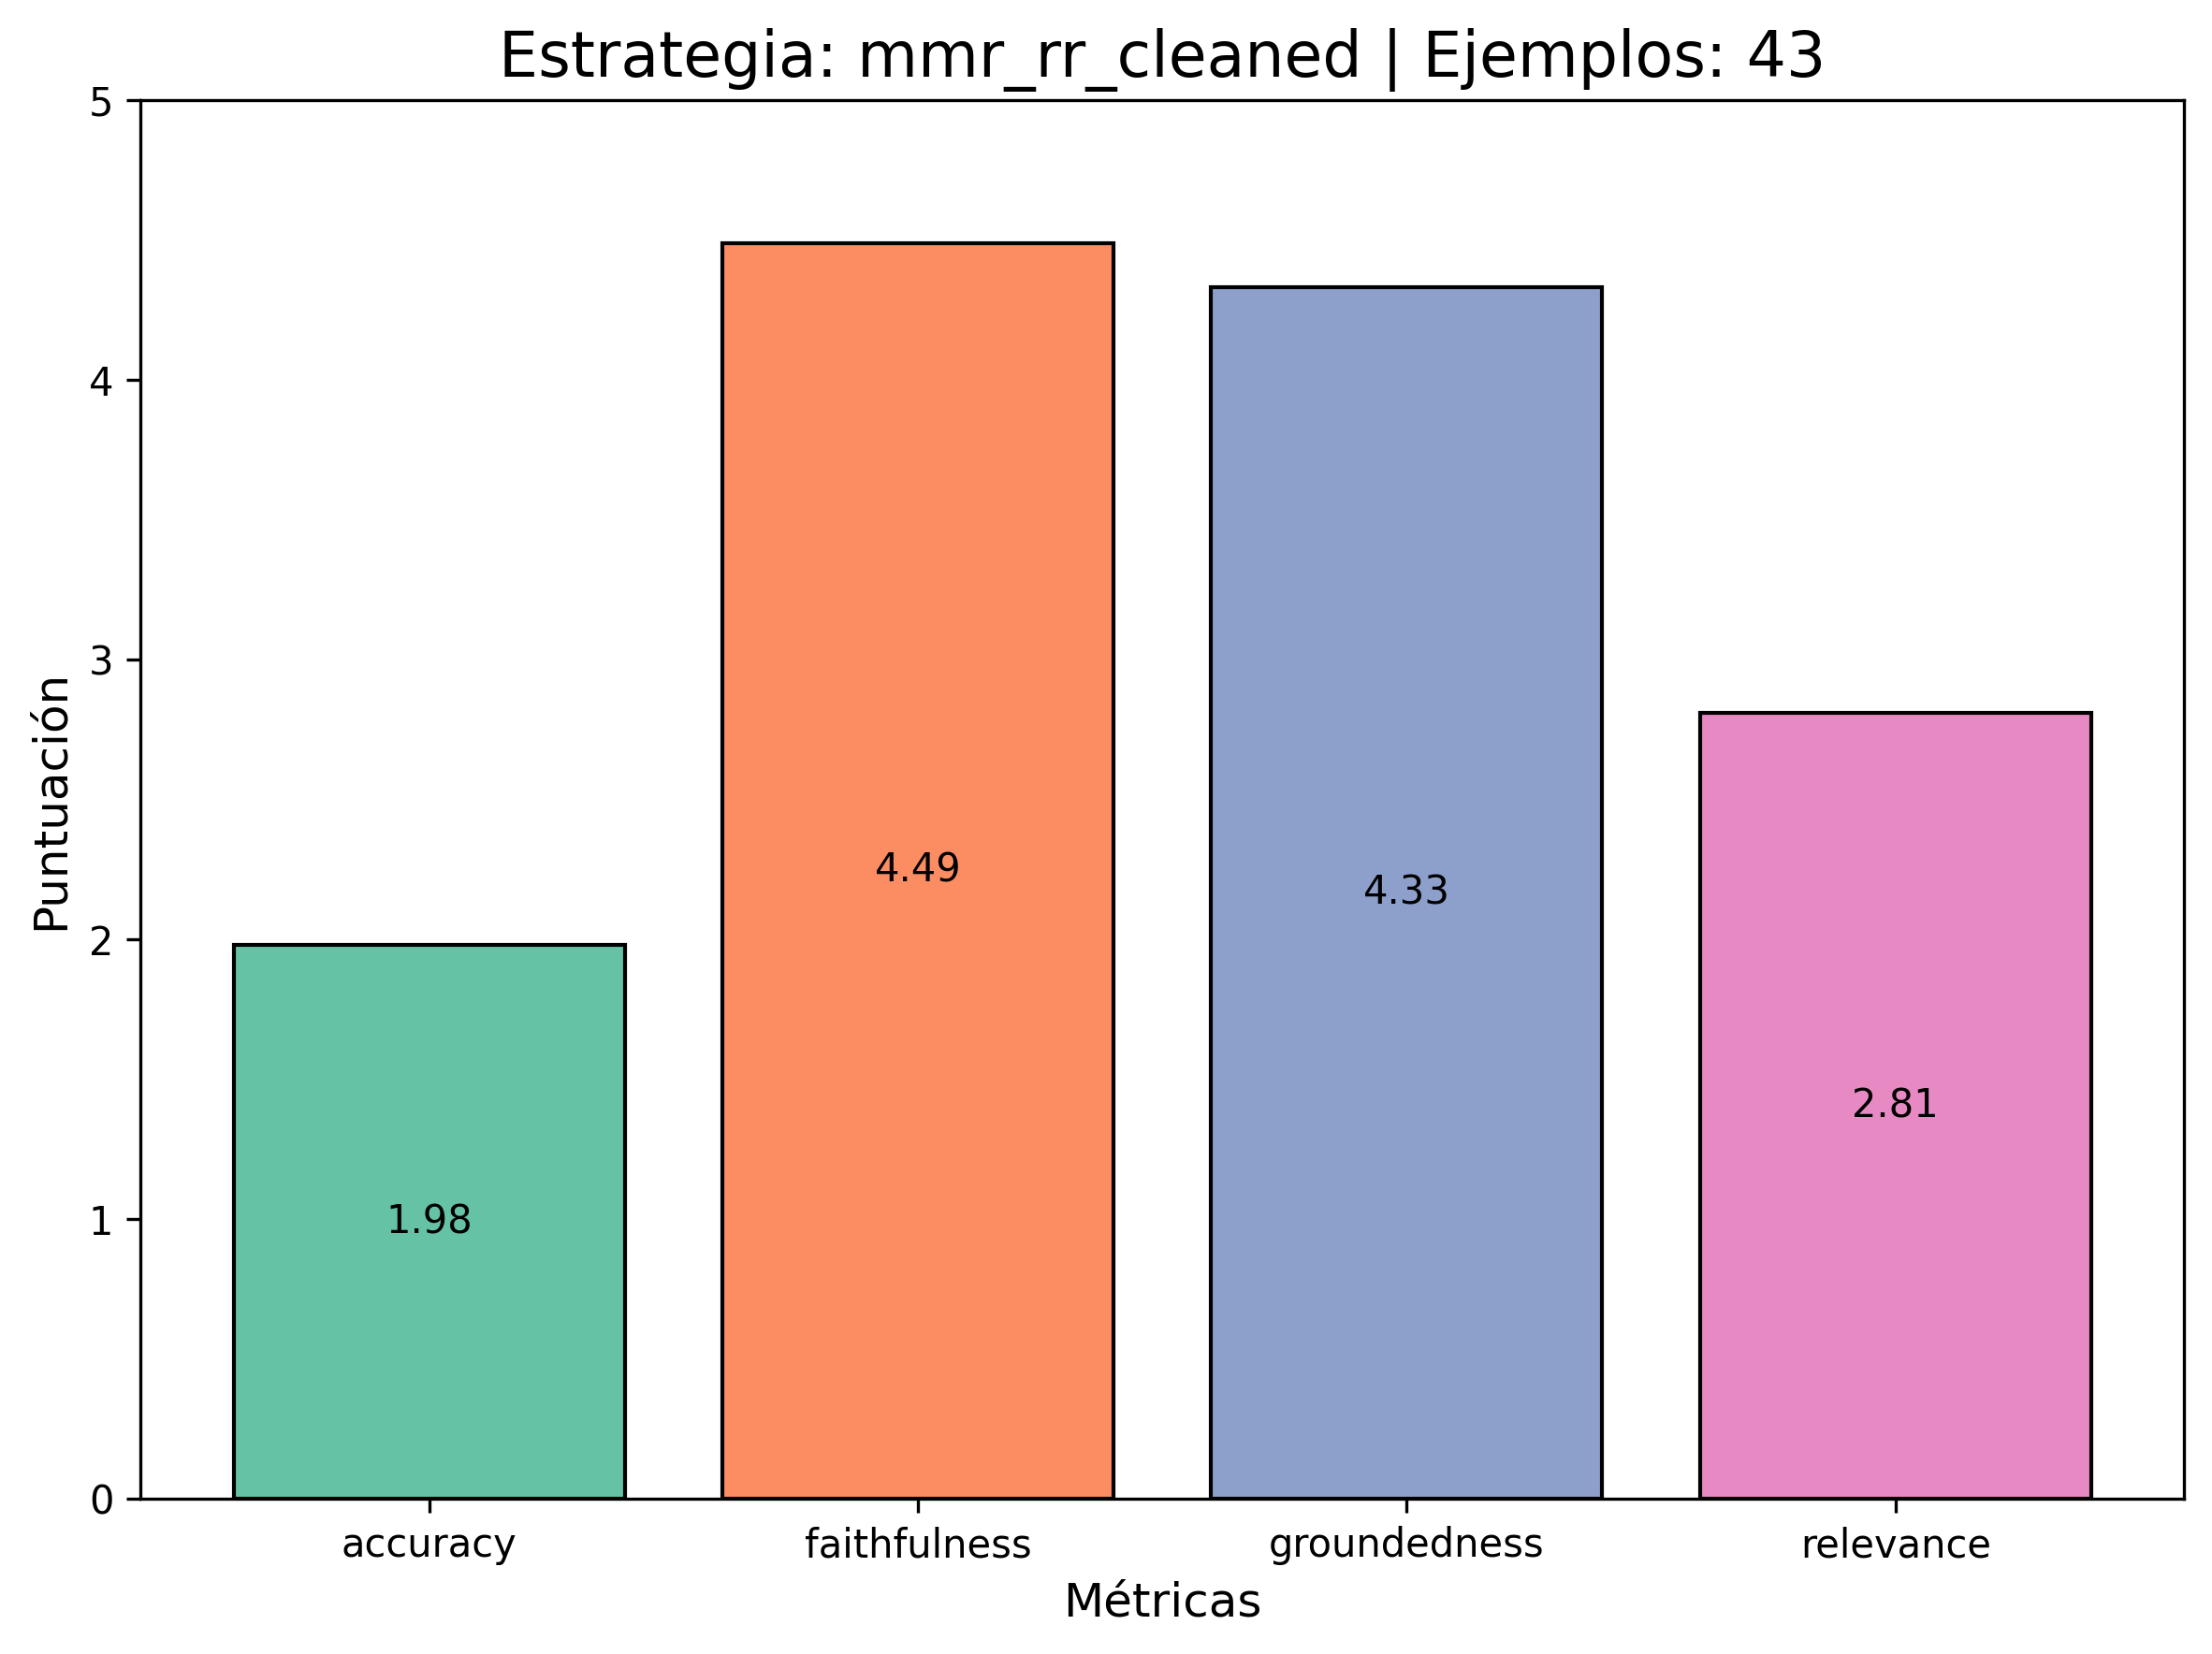 Estrategia: mmr_rr_cleaned | Ejemplos: 43
5
4
3
2
1
0
Puntuación
1.98
4.49
4.33
2.81
accuracy
faithfulness
groundedness
relevance
Métricas